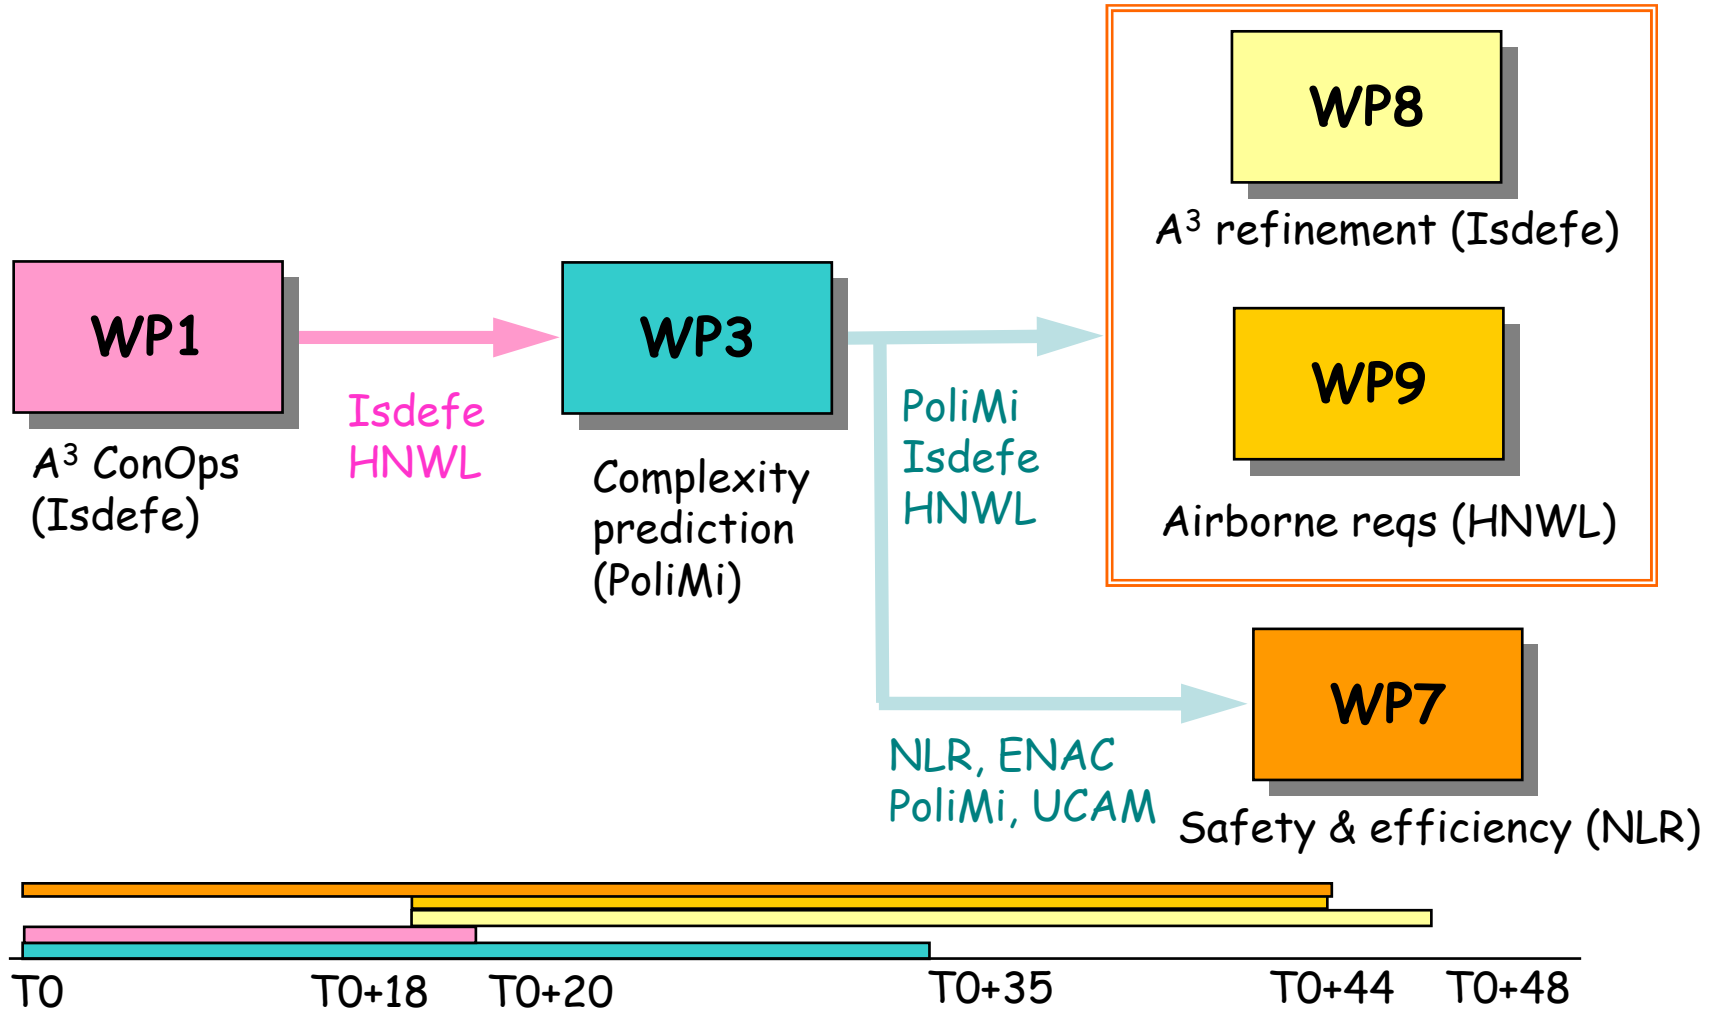 WP1
A³ ConOps
(Isdefe)
Isdefe
HNWL
WP3
Complexity
prediction
(PoliMi)
PoliMi
Isdefe
HNWL
WP8
A³ refinement (Isdefe)
WP9
Airborne reqs (HNWL)
NLR, ENAC
PoliMi, UCAM
WP7
Safety & efficiency (NLR)
T0
T0+18
T0+20
T0+35
T0+44
T0+48